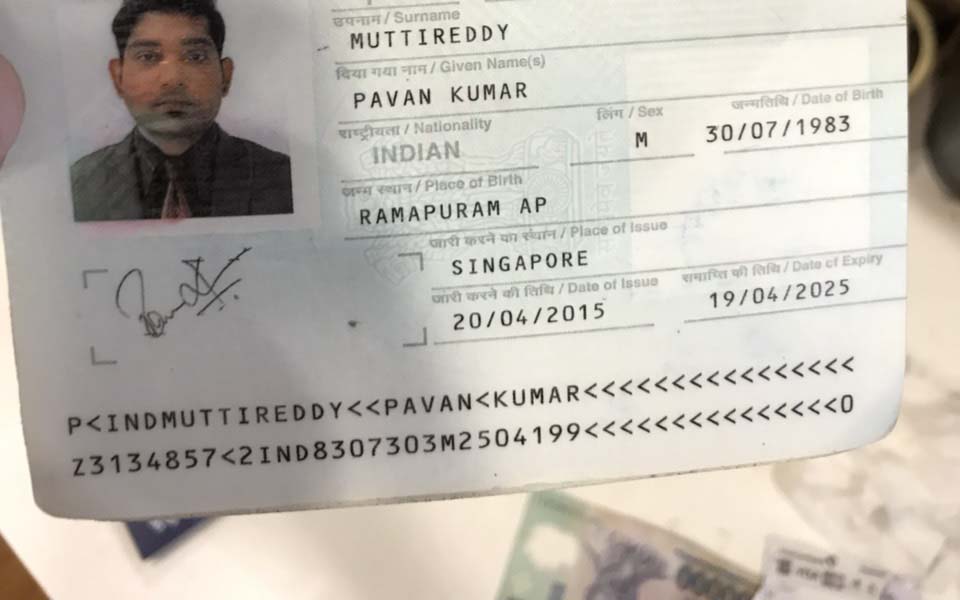 उपनाम / Surname
MUTTIREDDY
दिया गया नाम / Given Name(s)
PAVAN KUMAR
राष्ट्रीयता / Nationality लिंग / Sex जन्मतिथि / Date of Birth
INDIAN M 30/07/1983
जन्म स्थान / Place of Birth
RAMAPURAM AP
जारी करने का स्थान / Place of Issue
SINGAPORE
जारी करने की तिथि / Date of Issue समाप्ति की तिथि / Date of Expiry
20/04/2015 19/04/2025
P<INDMUTTIREDDY<<PAVAN<KUMAR<<<<<<<<<<<<<<<<
Z3134857<2IND8307303M2504199<<<<<<<<<<<<<<<0